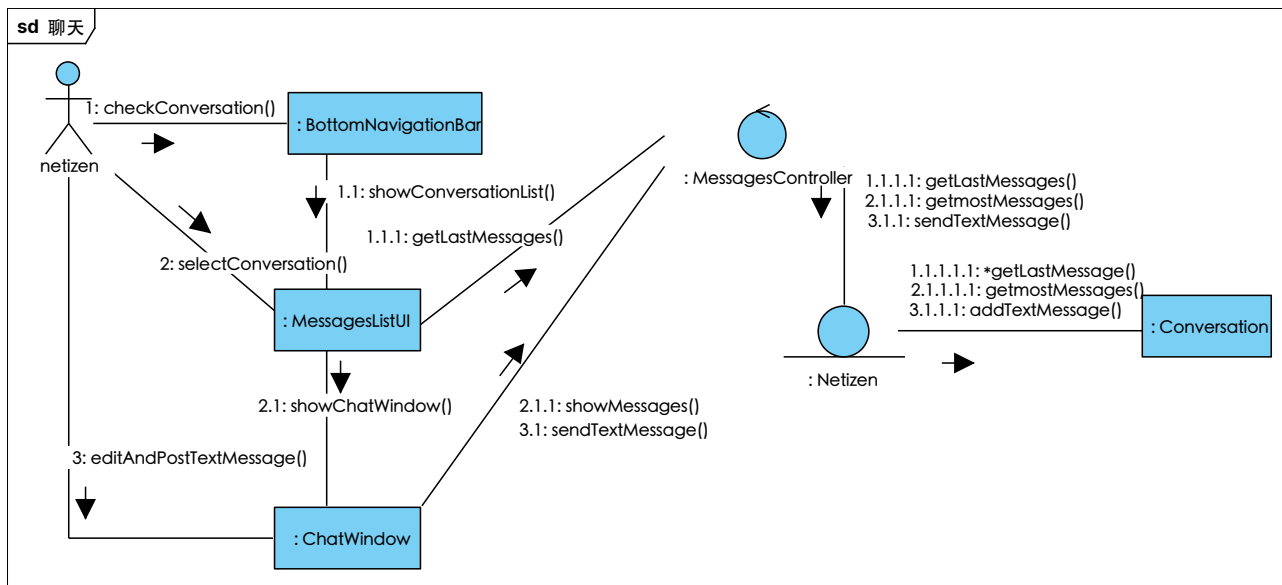 sd 聊天
1: checkConversation()
: BottomNavigationBar
netizen
: MessagesController
1.1: showConversationList()
1.1.1.1: getLastMessages()
2.1.1.1: getmostMessages()
3.1.1: sendTextMessage()
1.1.1: getLastMessages()
2: selectConversation()
1.1.1.1.1: *getLastMessage()
2.1.1.1.1: getmostMessages()
3.1.1.1: addTextMessage()
: MessagesListUI
: Conversation
: Netizen
2.1: showChatWindow()
2.1.1: showMessages()
3.1: sendTextMessage()
3: editAndPostTextMessage()
: ChatWindow